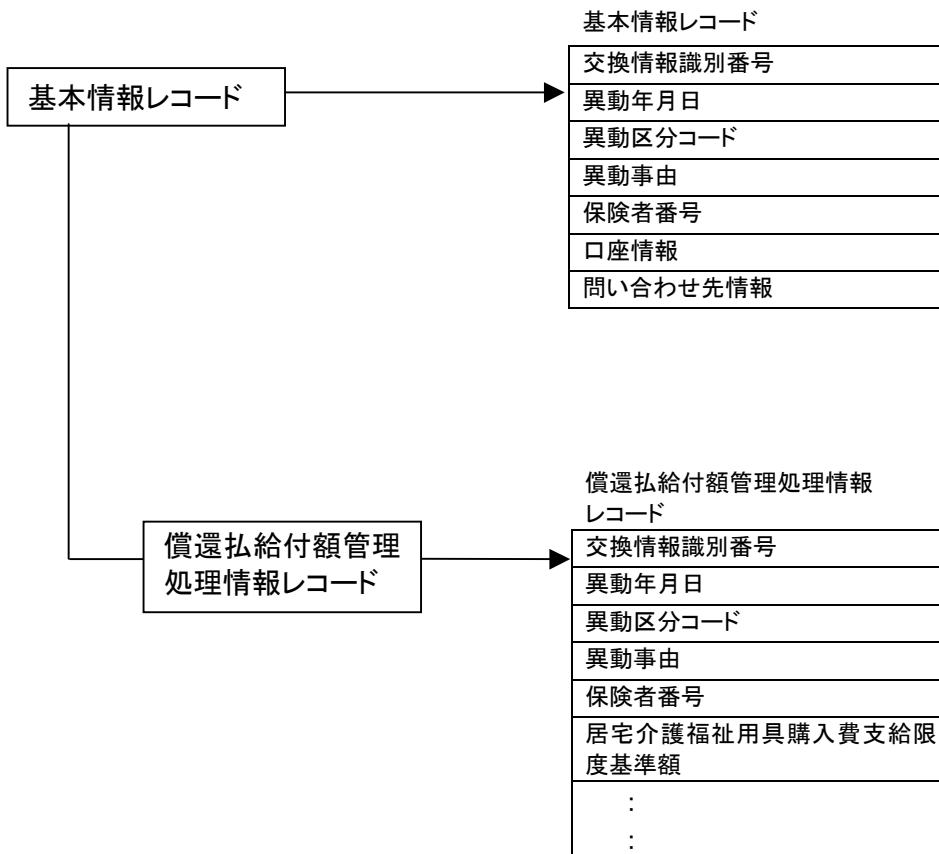 基本情報レコード
基本情報レコード
交換情報識別番号
異動年月日
異動区分コード
異動事由
保険者番号
口座情報
問い合わせ先情報
償還払給付額管理
処理情報レコード
償還払給付額管理処理情報
レコード
交換情報識別番号
異動年月日
異動区分コード
異動事由
保険者番号
居宅介護福祉用具購入費支給限
度基準額
：
：